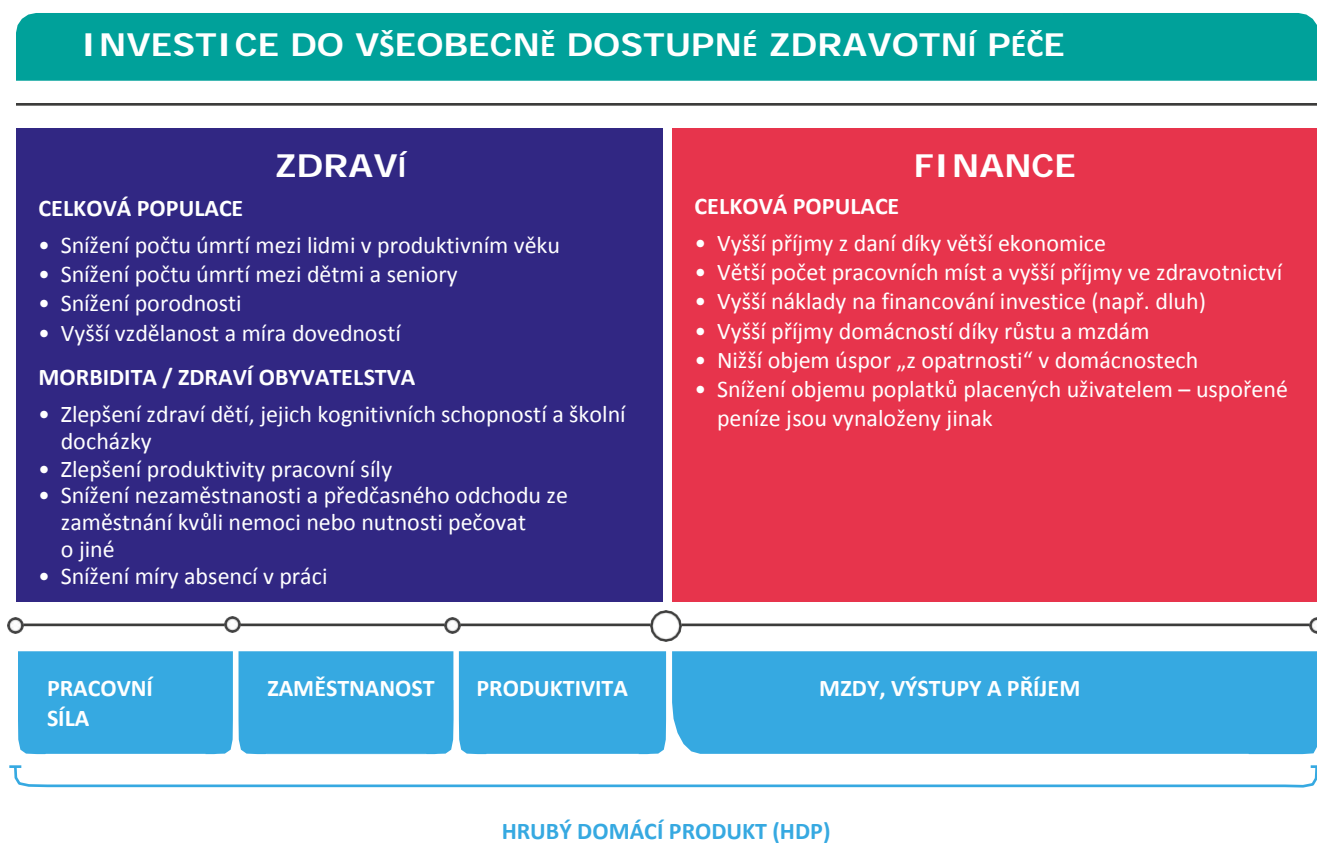 INVESTICE DO VŠEOBECNĚ DOSTUPNÉ ZDRAVOTNÍ PÉČE
ZDRAVÍ
CELKOVÁ POPULACE
• Snížení počtu úmrtí mezi lidmi v produktivním věku
• Snížení počtu úmrtí mezi dětmi a seniory
• Snížení porodnosti
• Vyšší vzdělanost a míra dovedností
MORBIDITA / ZDRAVÍ OBYVATELSTVA
• Zlepšení zdraví dětí, jejich kognitivních schopností a školní
docházky
• Zlepšení produktivity pracovní síly
• Snížení nezaměstnanosti a předčasného odchodu ze
zaměstnání kvůli nemoci nebo nutnosti pečovat
o jiné
• Snížení míry absencí v práci
FINANCE
CELKOVÁ POPULACE
• Vyšší příjmy z daní díky větší ekonomice
• Větší počet pracovních míst a vyšší příjmy ve zdravotnictví
• Vyšší náklady na financování investice (např. dluh)
• Vyšší příjmy domácností díky růstu a mzdám
• Nižší objem úspor „z opatrnosti“ v domácnostech
• Snížení objemu poplatků placených uživatelem – uspořené
peníze jsou vynaloženy jinak
PRACOVNÍ
SÍLA
ZAMĚSTNANOST
PRODUKTIVITA
MZDY, VÝSTUPY A PŘÍJEM
HRUBÝ DOMÁCÍ PRODUKT (HDP)